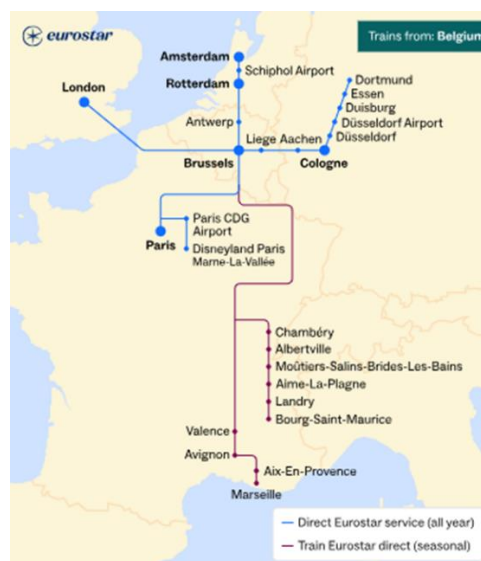 eurostar
Trains from: Belgium
Amsterdam
Schiphol Airport
London
Rotterdam
Dortmund
Essen
Duisburg
Antwerp
Düsseldorf Airport
Liege Aachen
Düsseldorf
Brussels
Cologne
Paris CDG
Airport
Paris
Disneyland Paris
Marne-La-Vallée
Chambéry
Albertville
Moûtiers-Salins-Brides-Les-Bains
Aime-La-Plagne
Landry
Bourg-Saint-Maurice
Valence
Avignon
Aix-En-Provence
Marseille
Direct Eurostar service (all year)
Train Eurostar direct (seasonal)